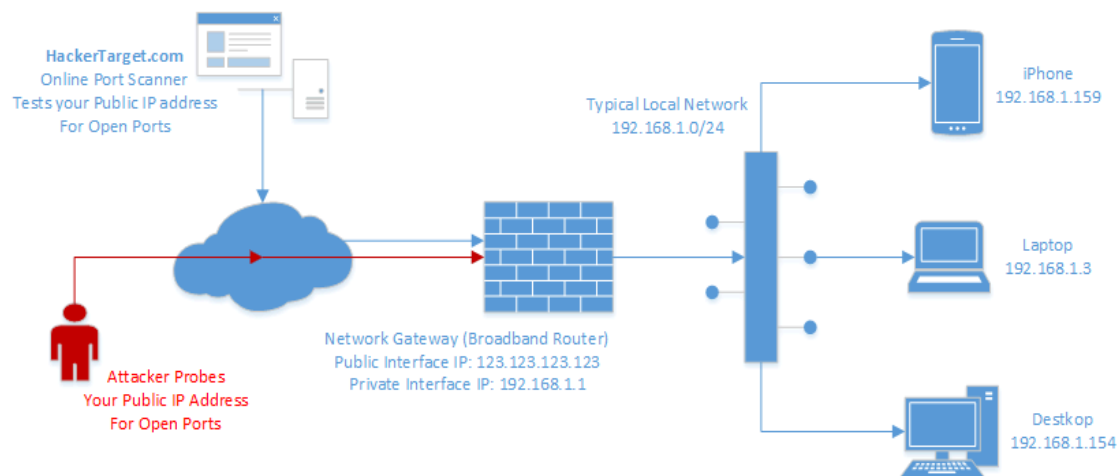 HackerTarget.com
Online Port Scanner
Tests your Public IP address
For Open Ports
Typical Local Network
192.168.1.0/24
iPhone
192.168.1.159
Laptop
192.168.1.3
Network Gateway (Broadband Router)
Public Interface IP: 123.123.123.123
Private Interface IP: 192.168.1.1
Attacker Probes
Your Public IP Address
For Open Ports
Destkop
192.168.1.154